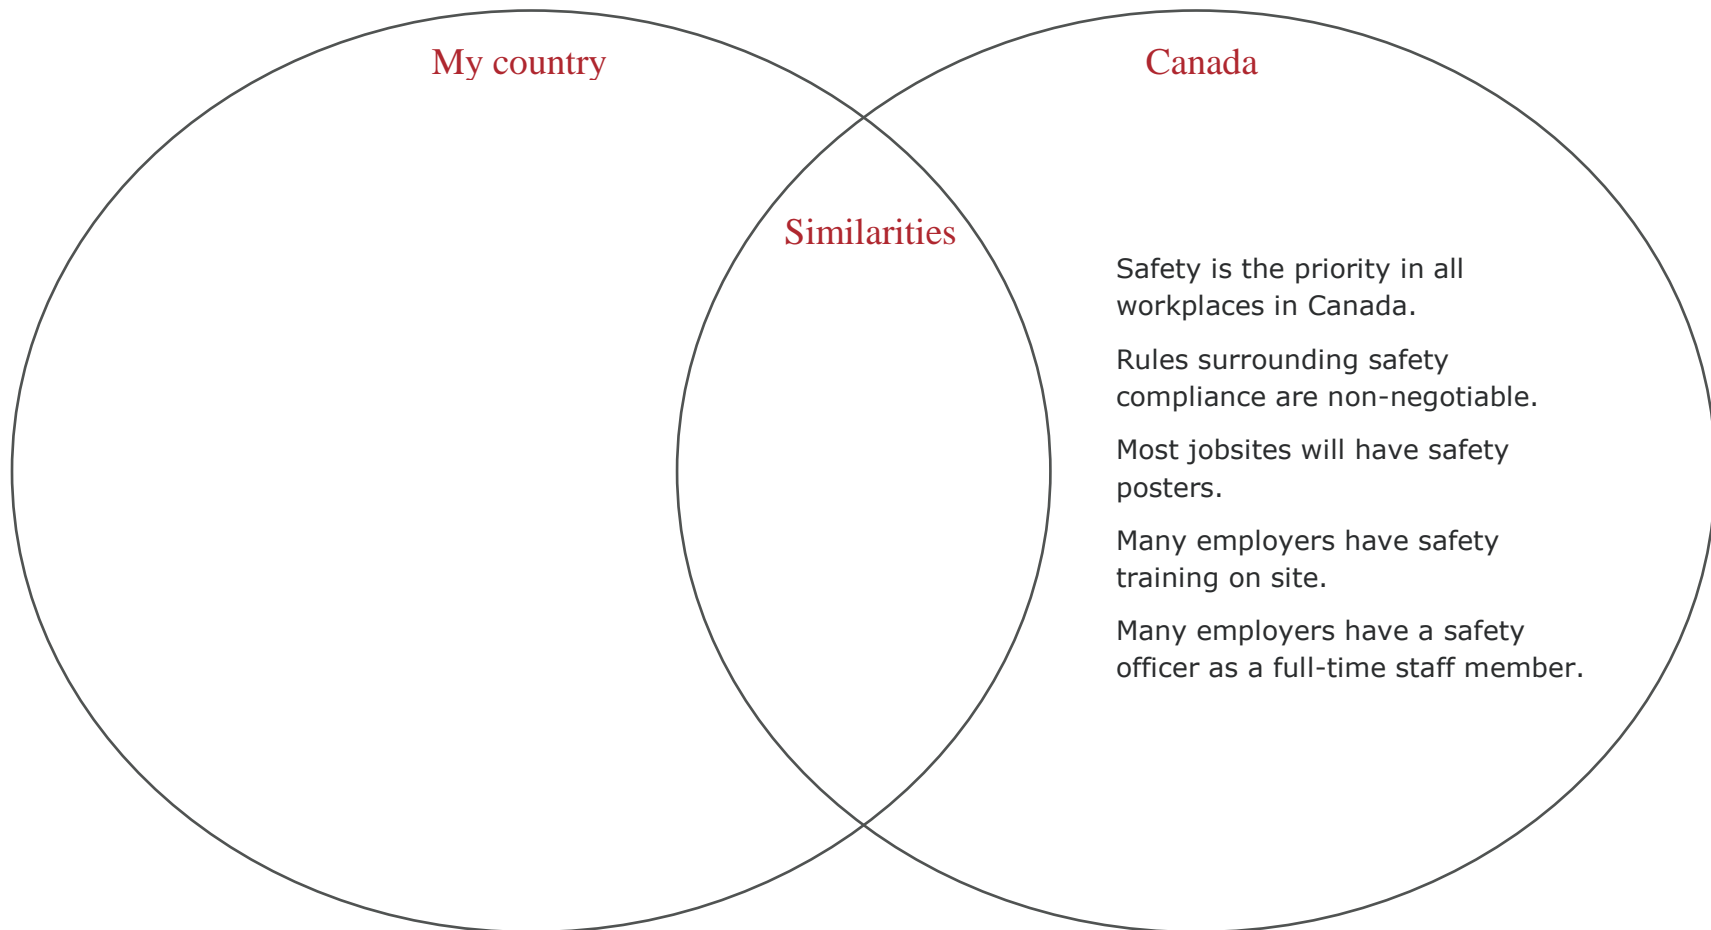 My country
Canada
Similarities
Safety is the priority in all
workplaces in Canada.
Rules surrounding safety
compliance are non-negotiable.
Most jobsites will have safety
posters.
Many employers have safety
training on site.
Many employers have a safety
officer as a full-time staff member.